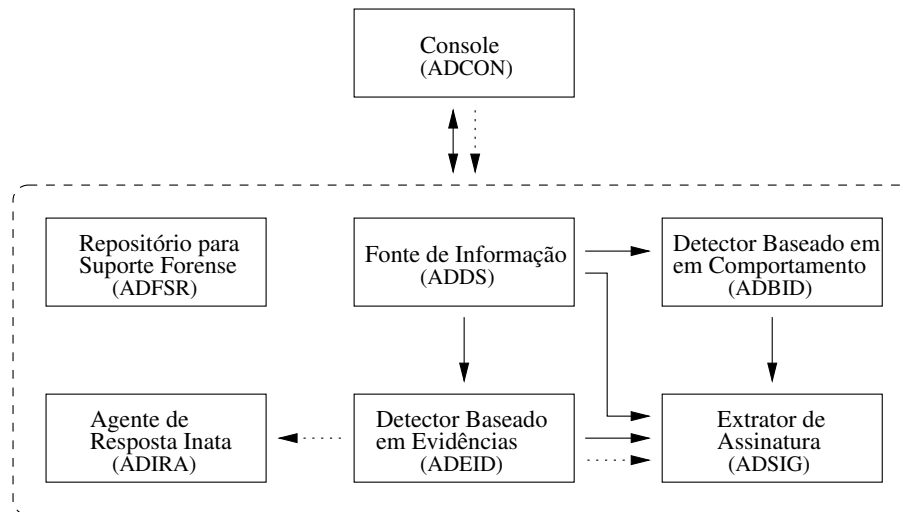 Console
(ADCON)
Repositório para
Suporte Forense
(ADFSR)
Fonte de Informação
(ADDS)
Detector Baseado em
em Comportamento
(ADBID)
Agente de
Resposta Inata
(ADIRA)
Detector Baseado
em Evidências
(ADEID)
Extrator de
Assinatura
(ADSIG)